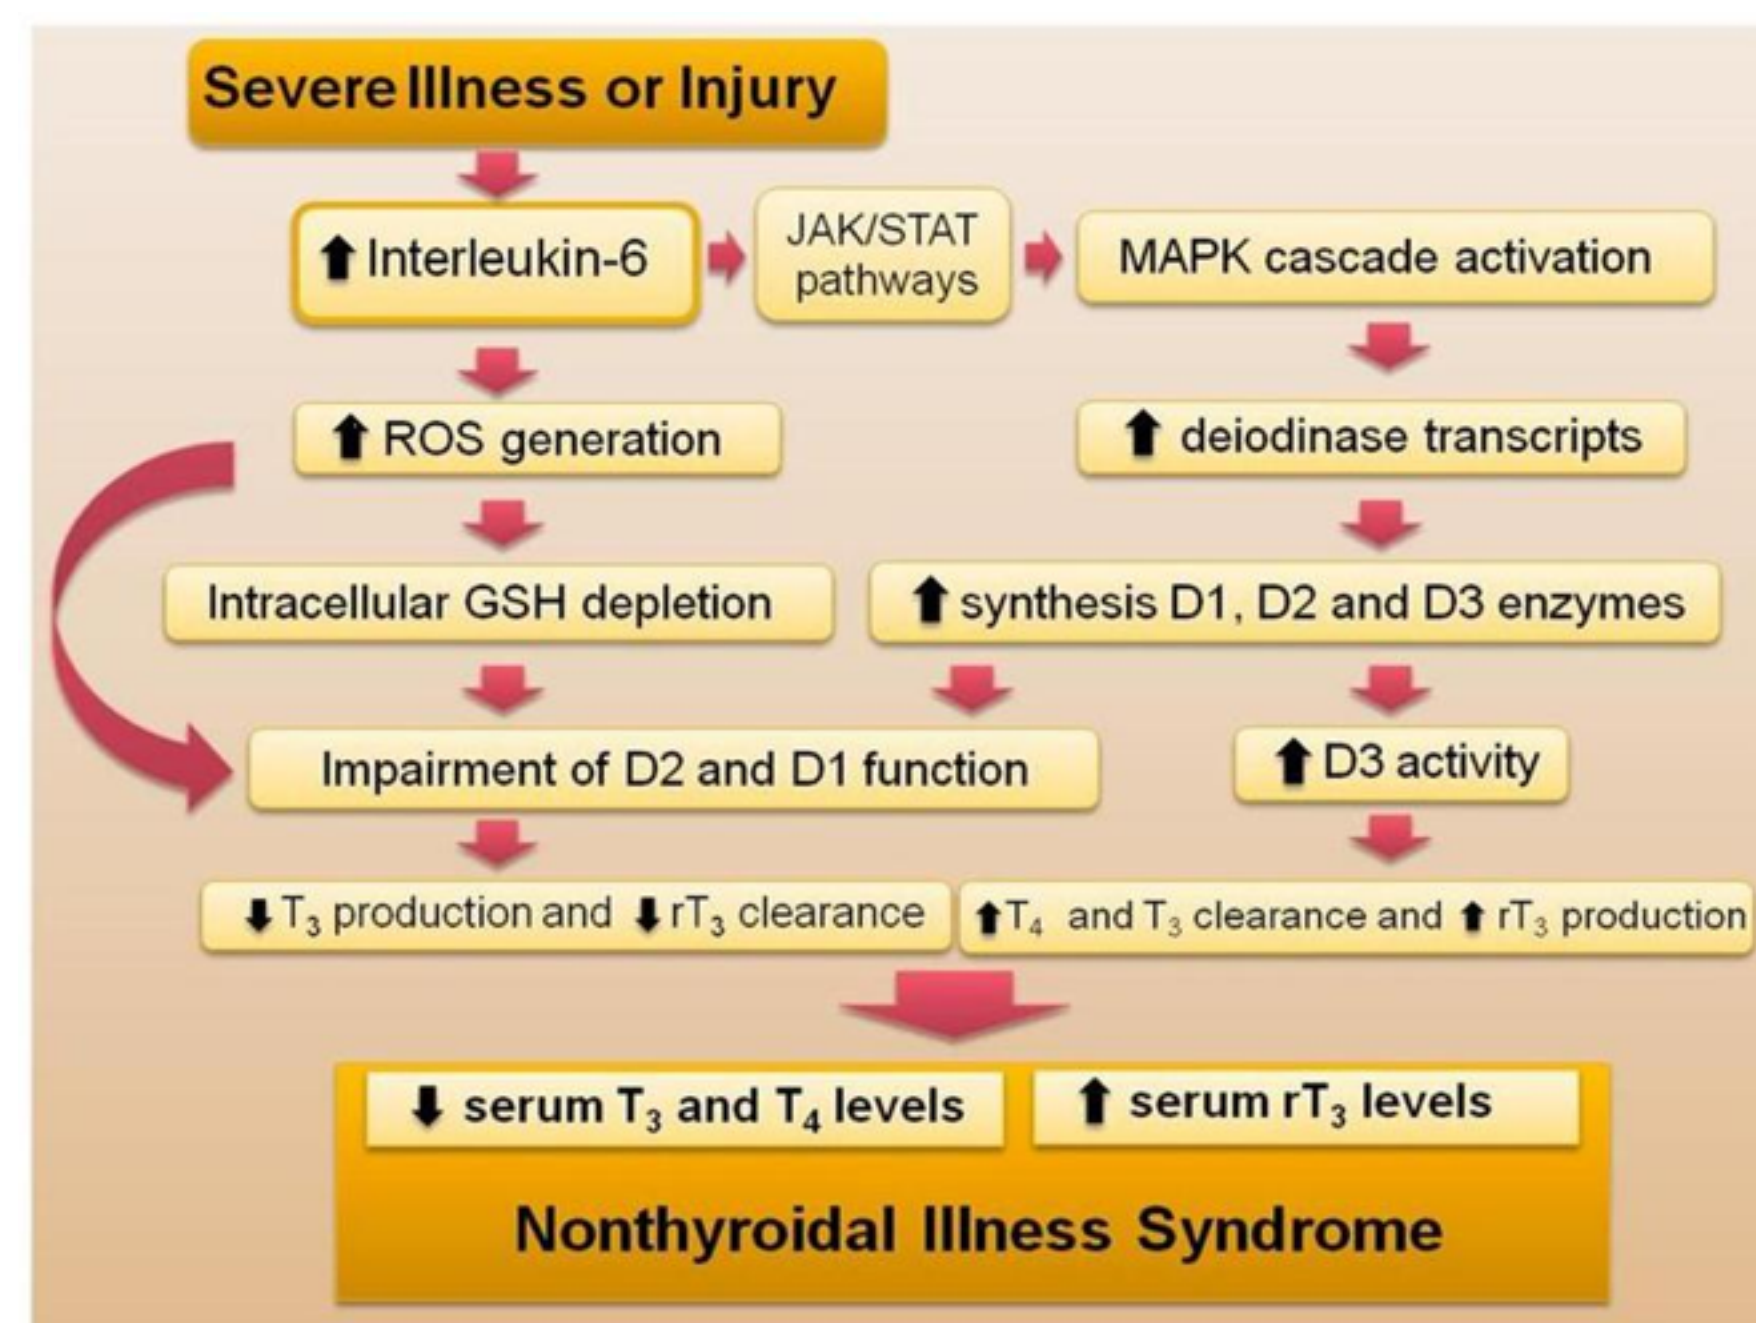 Severe Illness or Injury
⬆ Interleukin-6
JAK/STAT
pathways
MAPK cascade activation
⬆ ROS generation
⬆ deiodinase transcripts
Intracellular GSH depletion
⬆ synthesis D1, D2 and D3 enzymes
Impairment of D2 and D1 function
⬆ D3 activity
⬇ T₃ production and ⬇ rT₃ clearance
⬆ T₄ and T₃ clearance and ⬆ rT₃ production
⬇ serum T₃ and T₄ levels
⬆ serum rT₃ levels
Nonthyroidal Illness Syndrome